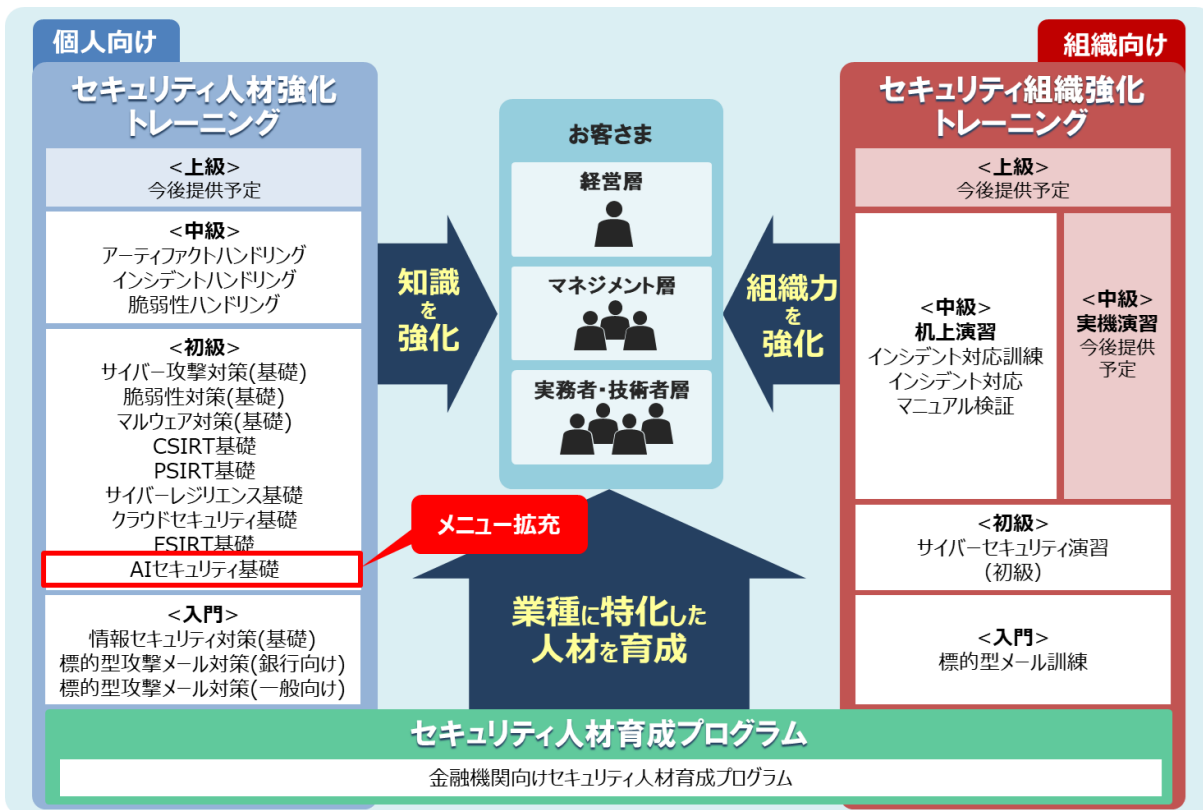 個人向け
セキュリティ人材強化
トレーニング
<上級>
今後提供予定
<中級>
アーティファクトハンドリング
インシデントハンドリング
脆弱性ハンドリング
<初級>
サイバー攻撃対策(基礎)
脆弱性対策(基礎)
マルウェア対策(基礎)
CSIRT基礎
PSIRT基礎
サイバーレジリエンス基礎
クラウドセキュリティ基礎
FSIRT基礎
AIセキュリティ基礎
<入門>
情報セキュリティ対策(基礎)
標的型攻撃メール対策(銀行向け)
標的型攻撃メール対策(一般向け)
知識
を
強化
お客さま
経営層
マネジメント層
実務者・技術者層
メニュー拡充
組織力
を
強化
業種に特化した
人材を育成
組織向け
セキュリティ組織強化
トレーニング
<上級>
今後提供予定
<中級>
机上演習
インシデント対応訓練
インシデント対応
マニュアル検証
<中級>
実機演習
今後提供
予定
<初級>
サイバーセキュリティ演習
(初級)
<入門>
標的型メール訓練
セキュリティ人材育成プログラム
金融機関向けセキュリティ人材育成プログラム